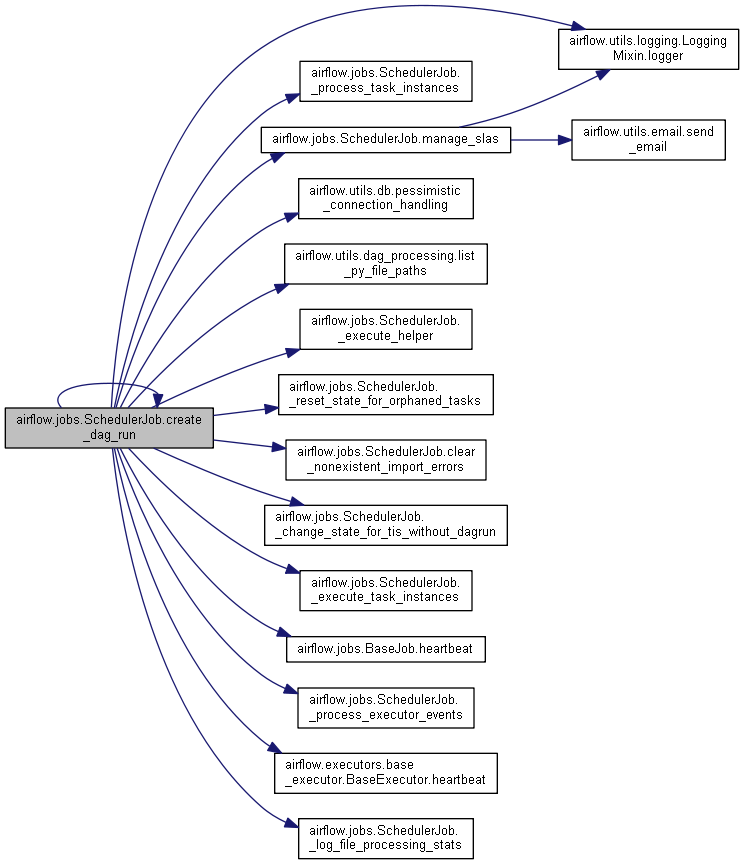 airflow.utils.logging.Logging
Mixin.logger
airflow.jobs.SchedulerJob.
_process_task_instances
airflow.jobs.SchedulerJob.manage_slas
airflow.utils.email.send
_email
airflow.utils.db.pessimistic
_connection_handling
airflow.utils.dag_processing.list
_py_file_paths
airflow.jobs.SchedulerJob.
_execute_helper
airflow.jobs.SchedulerJob.
_reset_state_for_orphaned_tasks
airflow.jobs.SchedulerJob.create
_dag_run
airflow.jobs.SchedulerJob.clear
_nonexistent_import_errors
airflow.jobs.SchedulerJob.
_change_state_for_tis_without_dagrun
airflow.jobs.SchedulerJob.
_execute_task_instances
airflow.jobs.BaseJob.heartbeat
airflow.jobs.SchedulerJob.
_process_executor_events
airflow.executors.base
_executor.BaseExecutor.heartbeat
airflow.jobs.SchedulerJob.
_log_file_processing_stats